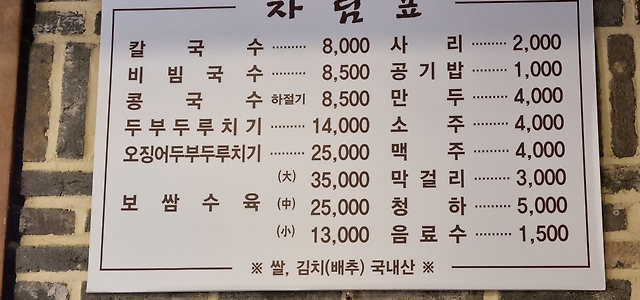 차 림 표
칼 국 수 ········ 8,000
비 빔 국 수 ········ 8,500
콩 국 수 하절기 8,500
두 부 두 루 치 기 ········ 14,000
오징어두부두루치기 ········ 25,000
보 쌈 수 육 (大) 35,000
(中) 25,000
(小) 13,000
사 리 ········ 2,000
공 기 밥 ········ 1,000
만 두 ········ 4,000
소 주 ········ 4,000
맥 주 ········ 4,000
막 걸 리 ········ 3,000
청 하 ········ 5,000
음 료 수 ········ 1,500
※ 쌀, 김치(배추) 국내산 ※